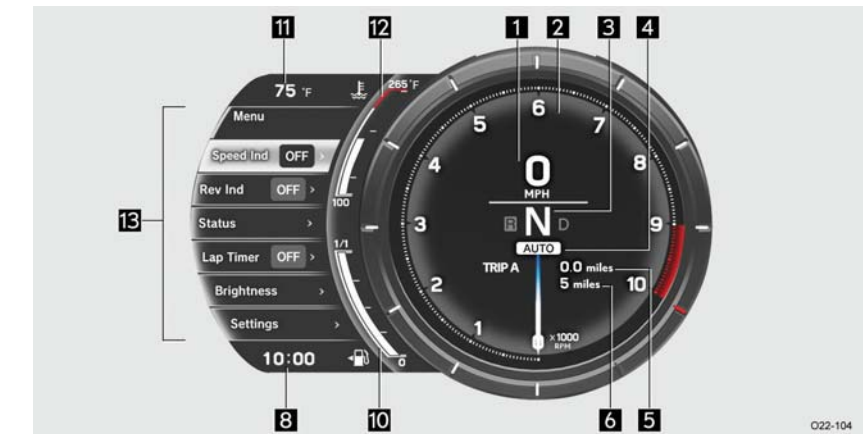 11
12
1
2
3
4
75 °F
265°F
Menu
Speed Ind OFF >
Rev Ind OFF >
Status >
Lap Timer OFF >
Brightness >
Settings >
10:00
13
100
1/1
0
0
1
2
3
4
5
6
7
8
9
10
0
MPH
R N D
AUTO
TRIP A
0.0 miles
5 miles
×1000
RPM
8
10
6
5
O22-104